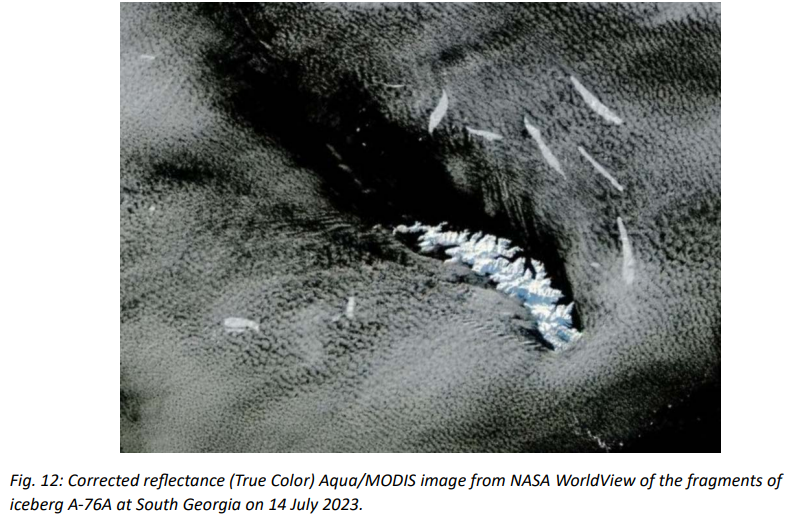 Fig. 12: Corrected reflectance (True Color) Aqua/MODIS image from NASA WorldView of the fragments of
iceberg A-76A at South Georgia on 14 July 2023.